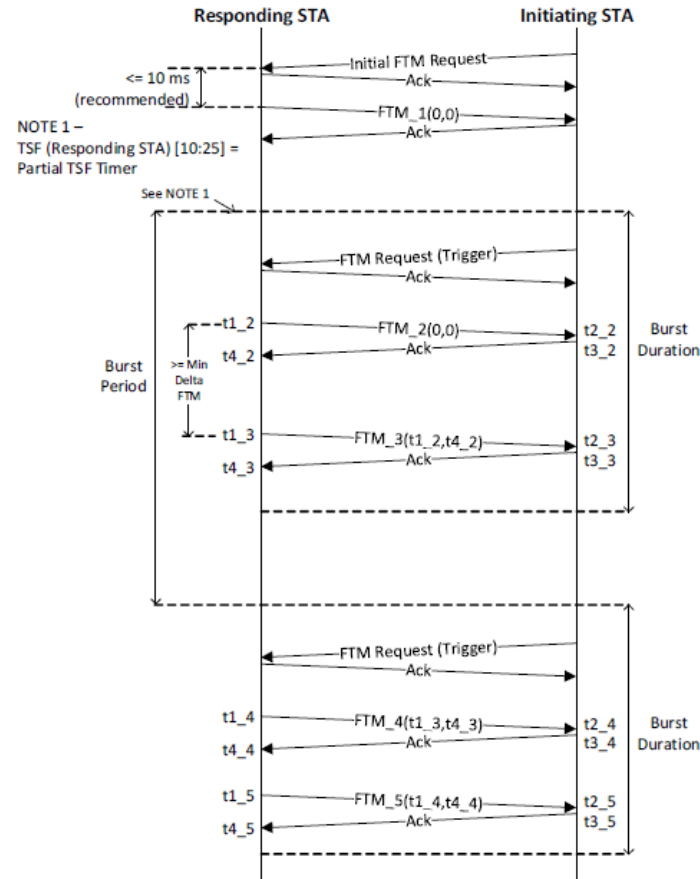 Responding STA
Initiating STA
Initial FTM Request
Ack
<= 10 ms
(recommended)
FTM_1(0,0)
Ack
NOTE 1 –
TSF (Responding STA) [10:25] =
Partial TSF Timer
See NOTE 1
FTM Request (Trigger)
Ack
t1_2
FTM_2(0,0)
t2_2
t4_2
Ack
t3_2
Burst
Duration
Burst
Period
>= Min
Delta
FTM
t1_3
FTM_3(t1_2,t4_2)
t2_3
t4_3
Ack
t3_3
FTM Request (Trigger)
Ack
t1_4
FTM_4(t1_3,t4_3)
t2_4
t4_4
Ack
t3_4
Burst
Duration
t1_5
FTM_5(t1_4,t4_4)
t2_5
t4_5
Ack
t3_5